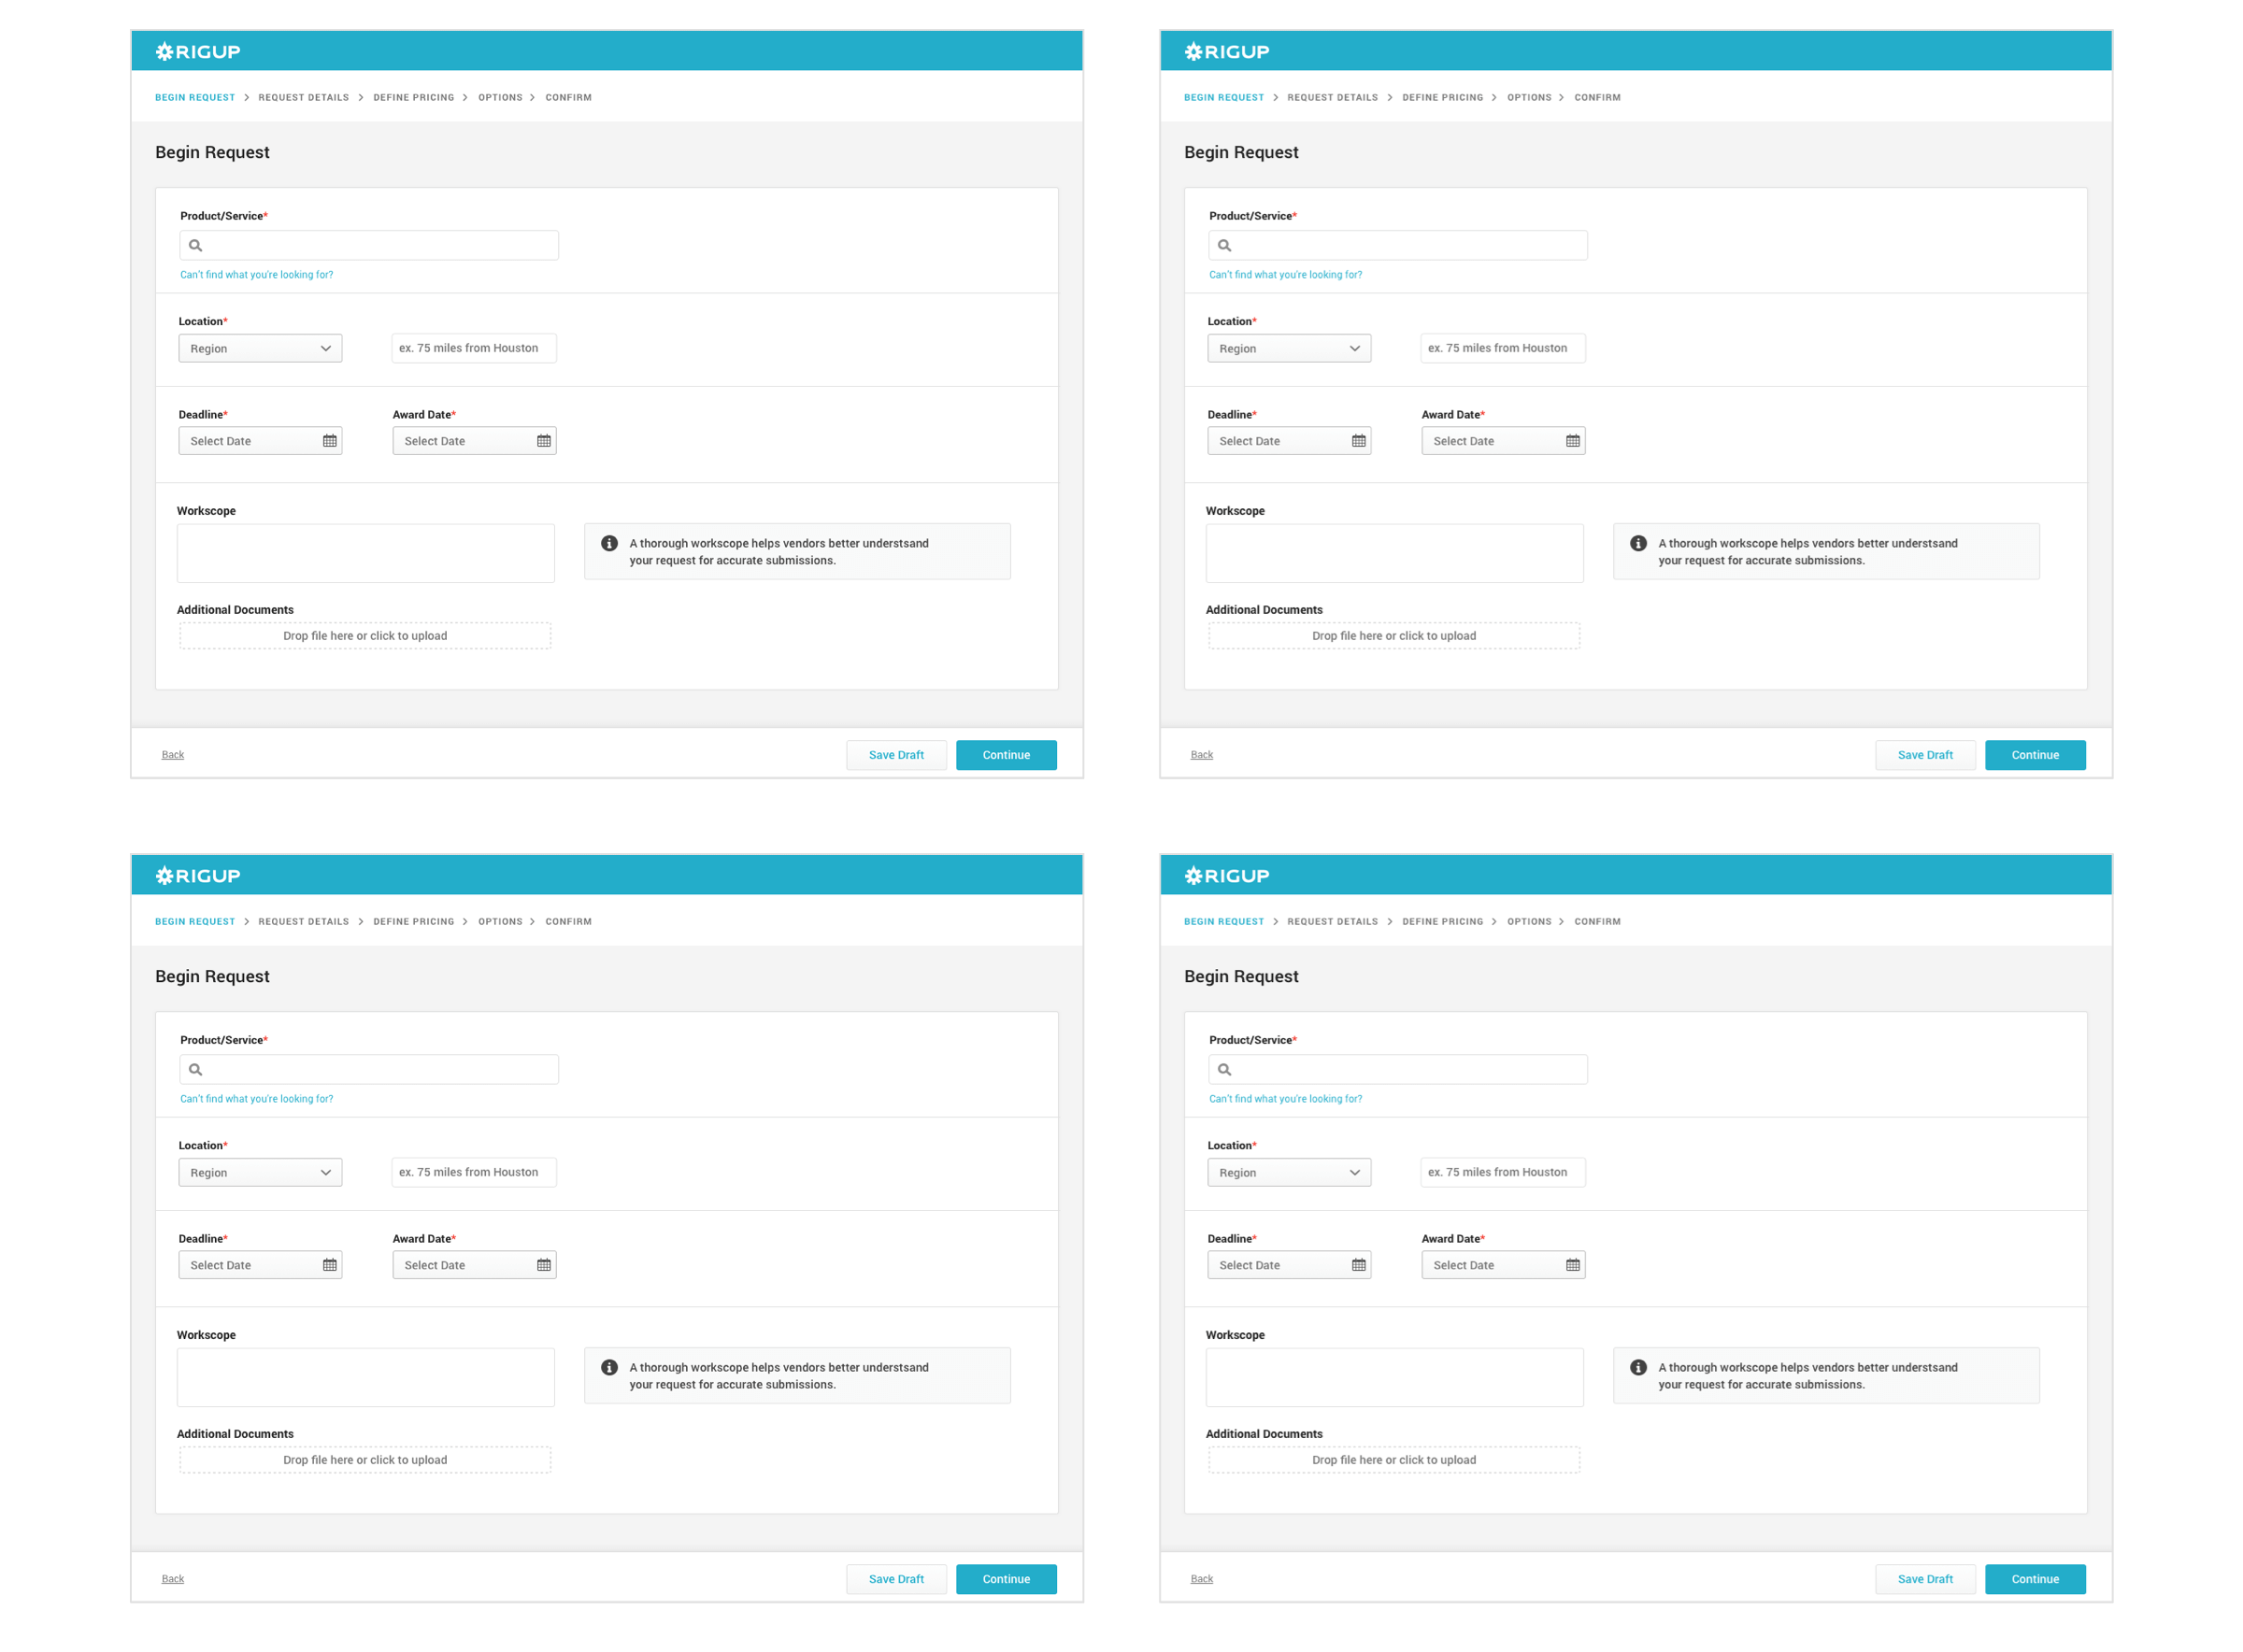 RIGUP
BEGIN REQUEST > REQUEST DETAILS > DEFINE PRICING > OPTIONS > CONFIRM
Begin Request
Product/Service*
Can't find what you're looking for?
Location*
Region
ex. 75 miles from Houston
Deadline*
Award Date*
Select Date
Select Date
Workscope
A thorough workscope helps vendors better understsand
your request for accurate submissions.
Additional Documents
Drop file here or click to upload
Back
Save Draft
Continue
RIGUP
BEGIN REQUEST > REQUEST DETAILS > DEFINE PRICING > OPTIONS > CONFIRM
Begin Request
Product/Service*
Can't find what you're looking for?
Location*
Region
ex. 75 miles from Houston
Deadline*
Award Date*
Select Date
Select Date
Workscope
A thorough workscope helps vendors better understsand
your request for accurate submissions.
Additional Documents
Drop file here or click to upload
Back
Save Draft
Continue
RIGUP
BEGIN REQUEST > REQUEST DETAILS > DEFINE PRICING > OPTIONS > CONFIRM
Begin Request
Product/Service*
Can't find what you're looking for?
Location*
Region
ex. 75 miles from Houston
Deadline*
Award Date*
Select Date
Select Date
Workscope
A thorough workscope helps vendors better understsand
your request for accurate submissions.
Additional Documents
Drop file here or click to upload
Back
Save Draft
Continue
RIGUP
BEGIN REQUEST > REQUEST DETAILS > DEFINE PRICING > OPTIONS > CONFIRM
Begin Request
Product/Service*
Can't find what you're looking for?
Location*
Region
ex. 75 miles from Houston
Deadline*
Award Date*
Select Date
Select Date
Workscope
A thorough workscope helps vendors better understsand
your request for accurate submissions.
Additional Documents
Drop file here or click to upload
Back
Save Draft
Continue